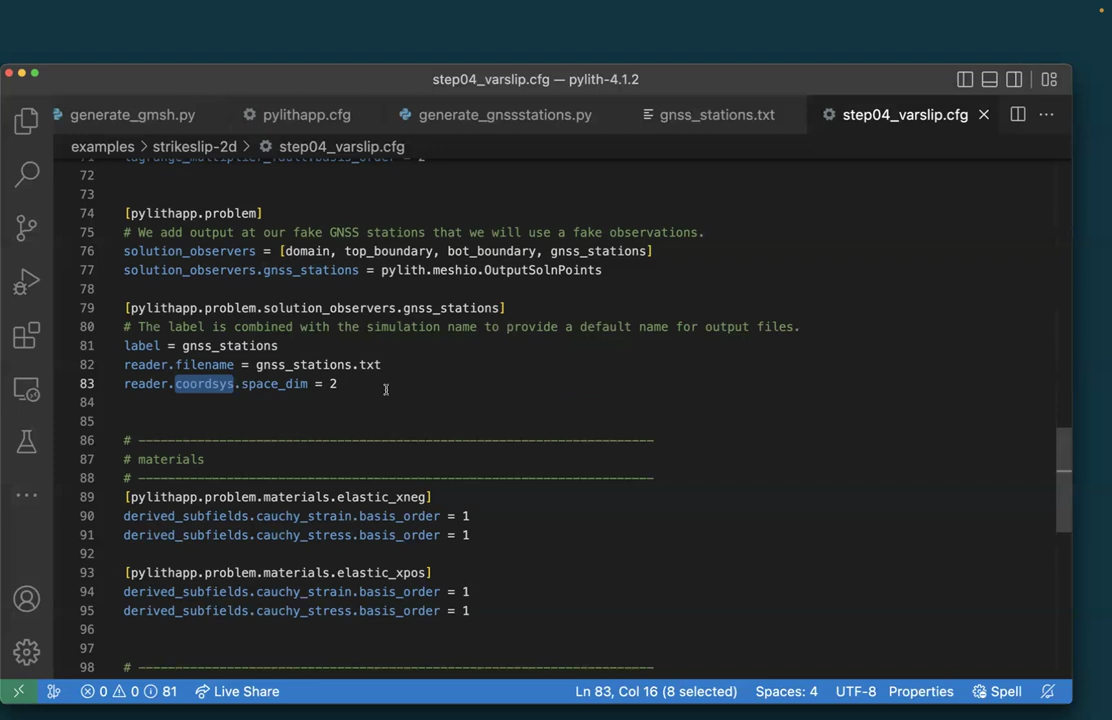 step04_varslip.cfg — pylith-4.1.2
generate_gmsh.py
pylithapp.cfg
generate_gnssstations.py
gnss_stations.txt
step04_varslip.cfg
examples > strikeslip-2d > step04_varslip.cfg
72
73
74 [pylithapp.problem]
75 # We add output at our fake GNSS stations that we will use a fake observations.
76 solution_observers = [domain, top_boundary, bot_boundary, gnss_stations]
77 solution_observers.gnss_stations = pylith.meshio.OutputSolnPoints
78
79 [pylithapp.problem.solution_observers.gnss_stations]
80 # The label is combined with the simulation name to provide a default name for output files.
81 label = gnss_stations
82 reader.filename = gnss_stations.txt
83 reader.coordsys.space_dim = 2
84
85
86 # ----------------------------------------------------------------------
87 # materials
88 # ----------------------------------------------------------------------
89 [pylithapp.problem.materials.elastic_xneg]
90 derived_subfields.cauchy_strain.basis_order = 1
91 derived_subfields.cauchy_stress.basis_order = 1
92
93 [pylithapp.problem.materials.elastic_xpos]
94 derived_subfields.cauchy_strain.basis_order = 1
95 derived_subfields.cauchy_stress.basis_order = 1
96
97
98 # ----------------------------------------------------------------------
0 0 81 Live Share Ln 83, Col 16 (8 selected) Spaces: 4 UTF-8 Properties Spell